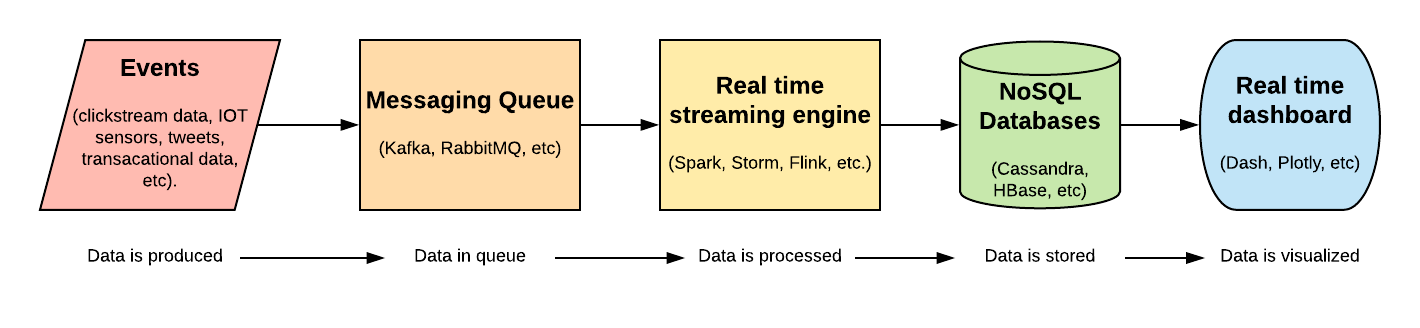 Events
(clickstream data, IOT
sensors, tweets,
transacational data,
etc).
Messaging Queue
(Kafka, RabbitMQ, etc)
Real time
streaming engine
(Spark, Storm, Flink, etc.)
NoSQL
Databases
(Cassandra,
HBase, etc)
Real time
dashboard
(Dash, Plotly, etc)
Data is produced
Data in queue
Data is processed
Data is stored
Data is visualized